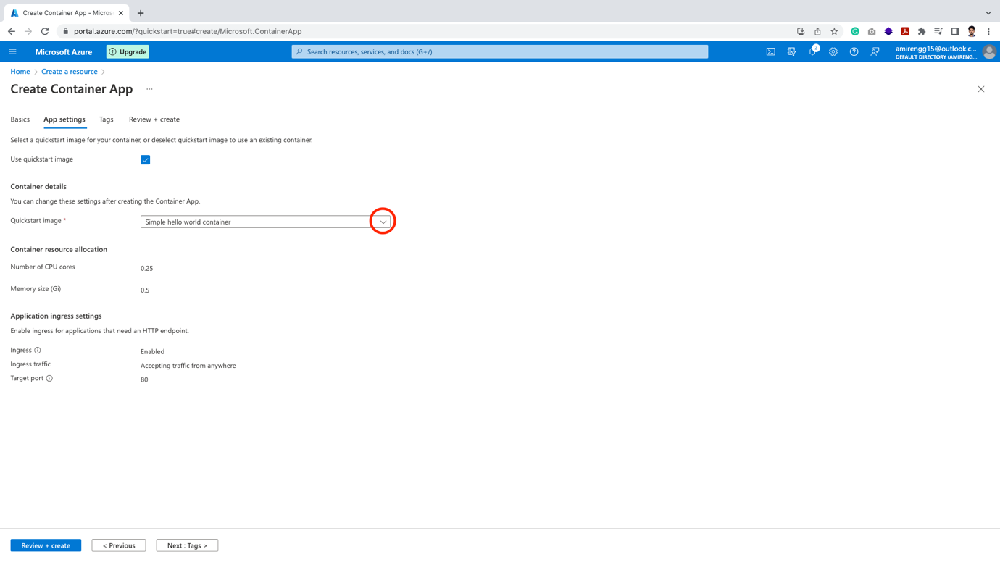 Create Container App - Micros
portal.azure.com/?quickstart=true#create/Microsoft.ContainerApp
Microsoft Azure
Upgrade
Search resources, services, and docs (G+/)
2
amirengg15@outlook.c...
DEFAULT DIRECTORY (AMIRENG...
Home > Create a resource >
Create Container App ...
Basics App settings Tags Review + create
Select a quickstart image for your container, or deselect quickstart image to use an existing container.
Use quickstart image
Container details
You can change these settings after creating the Container App.
Quickstart image * Simple hello world container
Container resource allocation
Number of CPU cores 0.25
Memory size (Gi) 0.5
Application ingress settings
Enable ingress for applications that need an HTTP endpoint.
Ingress Enabled
Ingress traffic Accepting traffic from anywhere
Target port 80
Review + create < Previous Next : Tags >